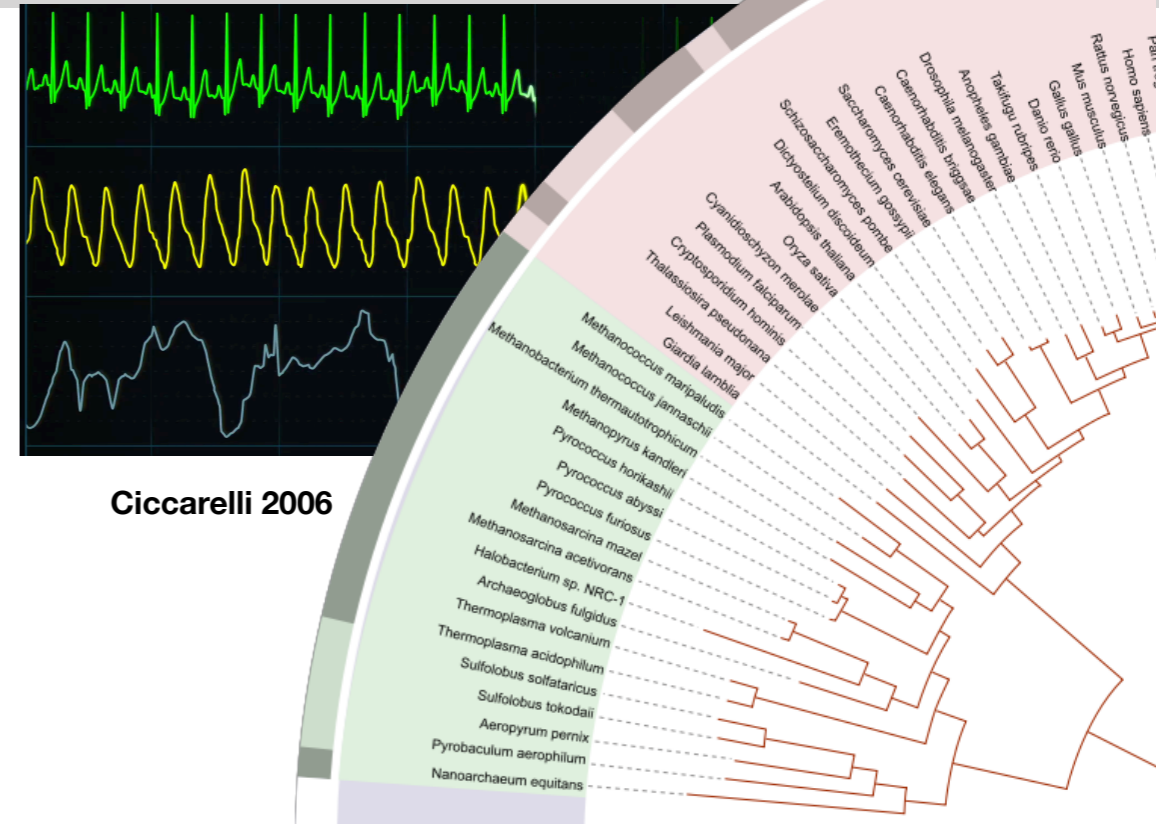 Ciccarelli 2006
Homo sapiens
Rattus norvegicus
Mus musculus
Gallus gallus
Danio rerio
Takifugu rubripes
Anopheles gambiae
Drosophila melanogaster
Caenorhabditis briggsae
Caenorhabditis elegans
Saccharomyces cerevisiae
Eremothecium gossypii
Schizosaccharomyces pombe
Dictyostelium discoideum
Arabidopsis thaliana
Oryza sativa
Cyanidioschyzon merolae
Plasmodium falciparum
Cryptosporidium hominis
Thalassiosira pseudonana
Leishmania major
Giardia lamblia
Methanococcus maripaludis
Methanococcus jannaschii
Methanobacterium thermautotrophicum
Methanopyrus kandleri
Pyrococcus horikashii
Pyrococcus abyssi
Pyrococcus furiosus
Methanosarcina mazei
Methanosarcina acetivorans
Halobacterium sp. NRC-1
Archaeoglobus fulgidus
Thermoplasma volcanium
Thermoplasma acidophilum
Sulfolobus solfataricus
Sulfolobus tokodaii
Aeropyrum pernix
Pyrobaculum aerophilum
Nanoarchaeum equitans